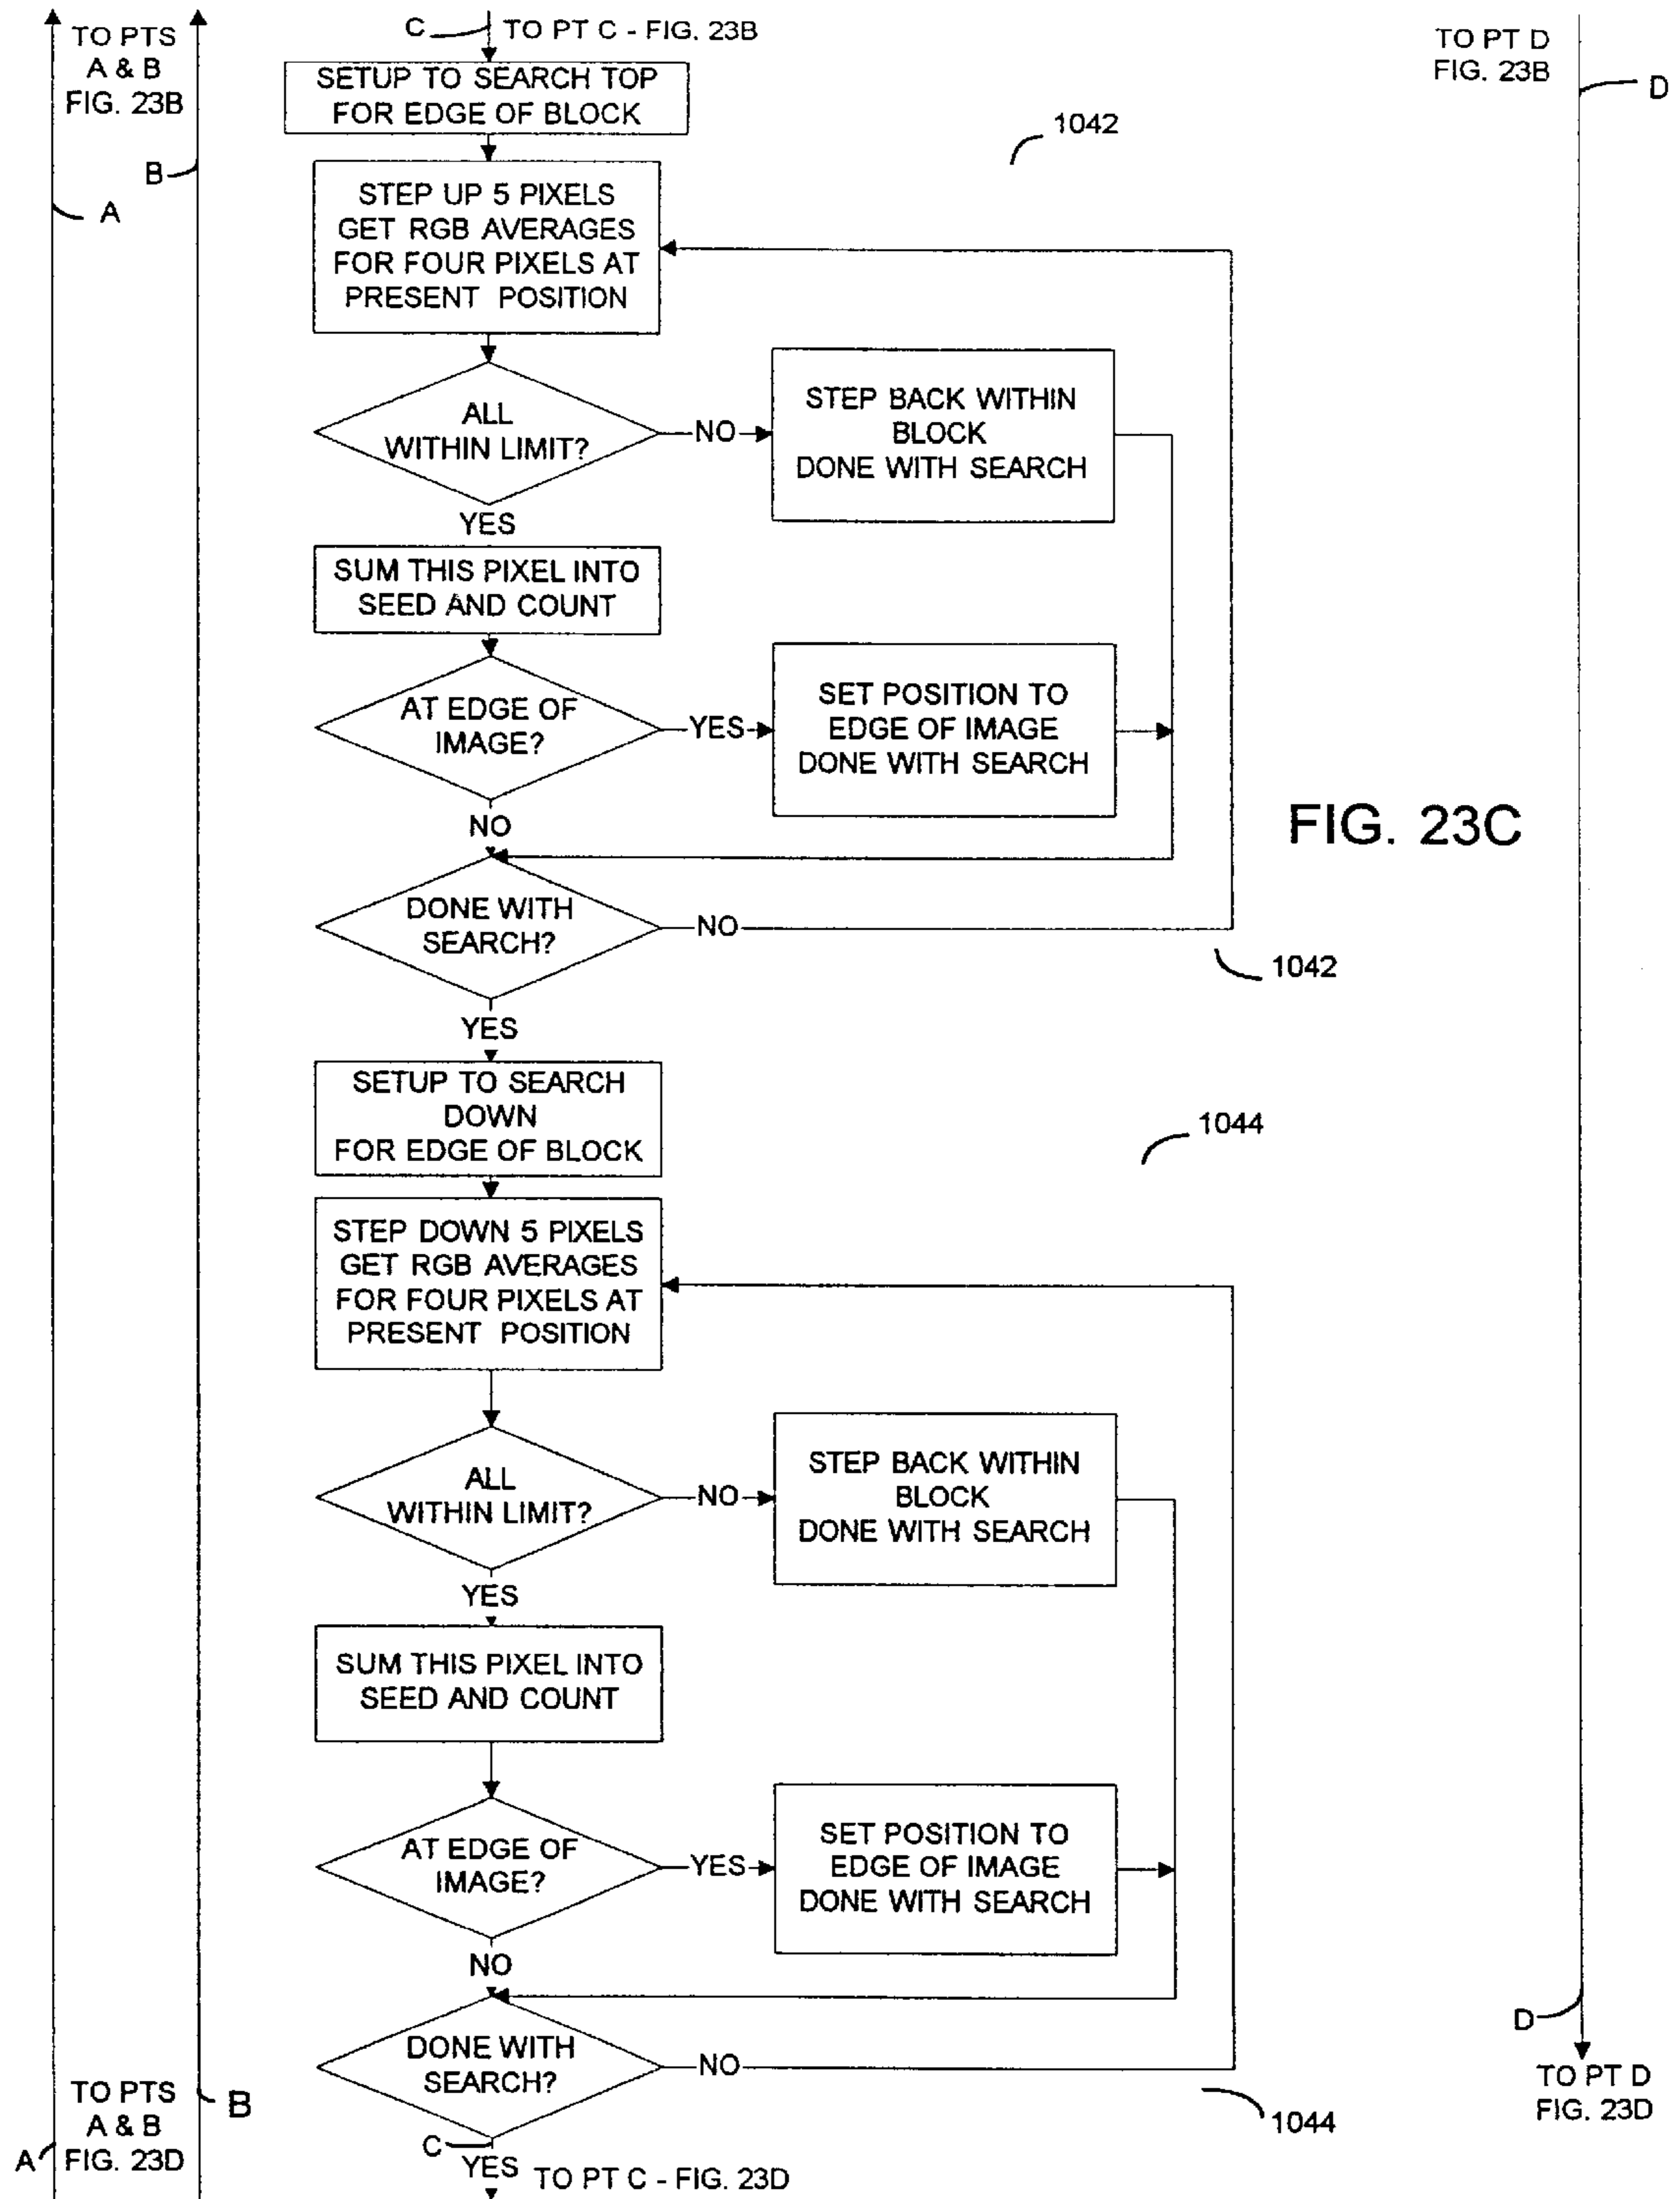 TO PTS
A & B
FIG. 23B
C
TO PT C - FIG. 23B
TO PT D
FIG. 23B
D
SETUP TO SEARCH TOP
FOR EDGE OF BLOCK
1042
B
A
STEP UP 5 PIXELS
GET RGB AVERAGES
FOR FOUR PIXELS AT
PRESENT POSITION
ALL
WITHIN LIMIT?
NO
STEP BACK WITHIN
BLOCK
DONE WITH SEARCH
YES
SUM THIS PIXEL INTO
SEED AND COUNT
AT EDGE OF
IMAGE?
YES
SET POSITION TO
EDGE OF IMAGE
DONE WITH SEARCH
FIG. 23C
NO
DONE WITH
SEARCH?
NO
1042
YES
SETUP TO SEARCH
DOWN
FOR EDGE OF BLOCK
1044
STEP DOWN 5 PIXELS
GET RGB AVERAGES
FOR FOUR PIXELS AT
PRESENT POSITION
ALL
WITHIN LIMIT?
NO
STEP BACK WITHIN
BLOCK
DONE WITH SEARCH
YES
SUM THIS PIXEL INTO
SEED AND COUNT
AT EDGE OF
IMAGE?
YES
SET POSITION TO
EDGE OF IMAGE
DONE WITH SEARCH
NO
DONE WITH
SEARCH?
NO
1044
D
TO PT D
FIG. 23D
TO PTS
A & B
FIG. 23D
B
A
C
YES
TO PT C - FIG. 23D